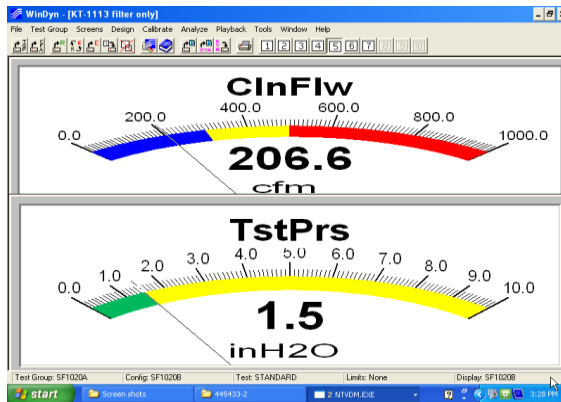 WinDyn - [KT-1113 filter only]
File Test Group Screens Design Calibrate Analyze Playback Tools Window Help
1 2 3 4 5 6 7 8 9 10
ClnFlw
0.0 200.0 400.0 600.0 800.0 1000.0
206.6
cfm
TstPrs
0.0 1.0 2.0 3.0 4.0 5.0 6.0 7.0 8.0 9.0 10.0
1.5
inH2O
Test Group: SF1020A Config: SF1020B Test: STANDARD Limits: None Display: SF1020B
start Screen shots 445433-2 2 NTVDM.EXE 3:28 PM